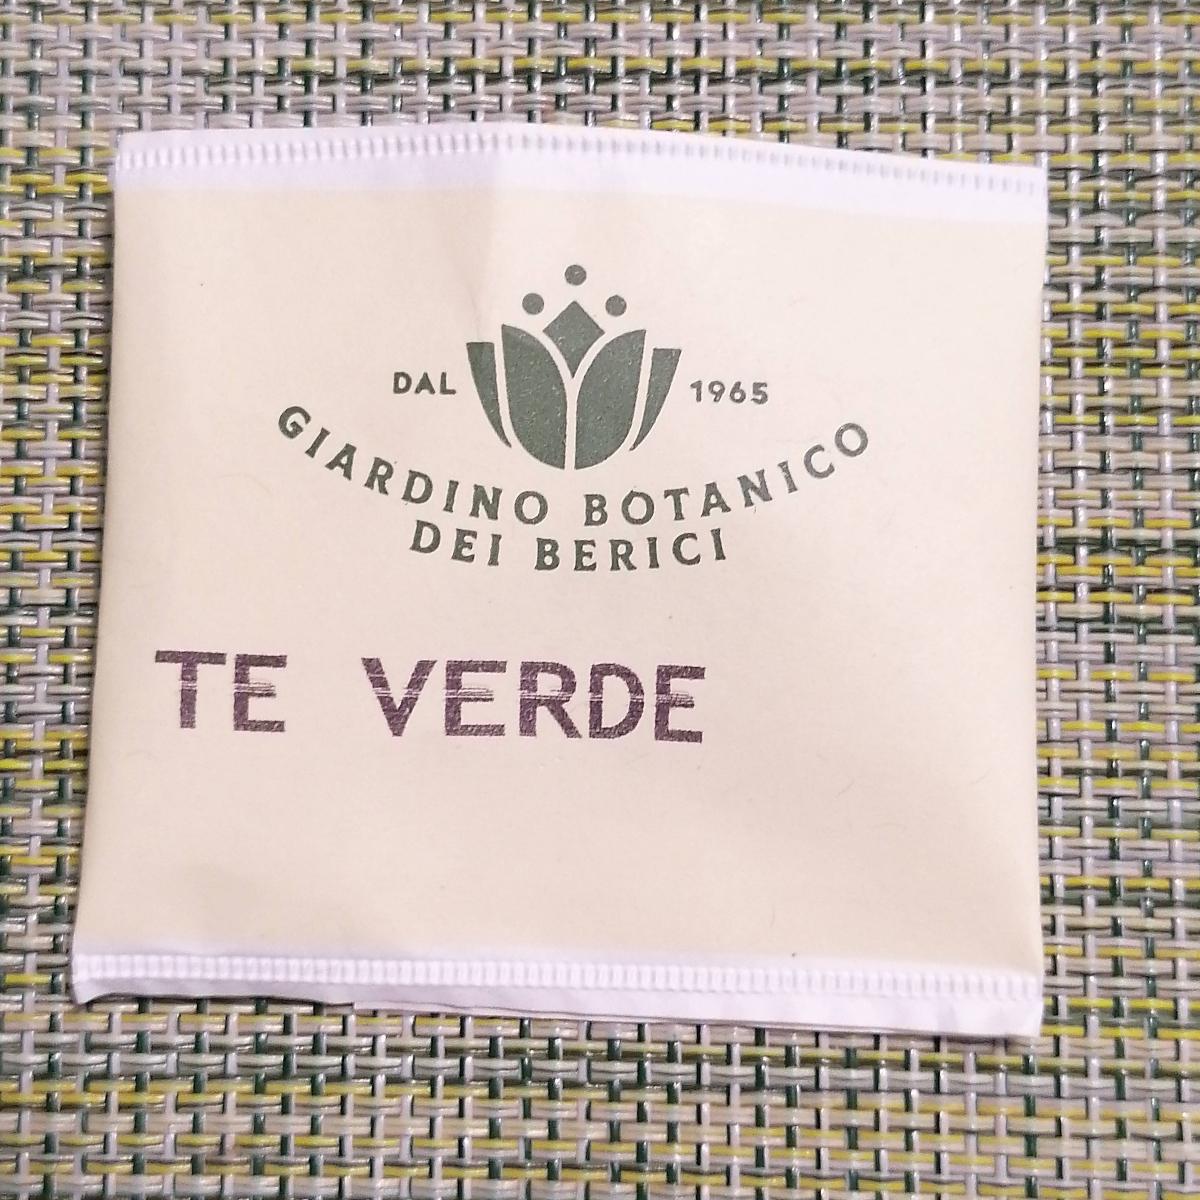 DAL 1965
GIARDINO BOTANICO
DEI BERICI
TE VERDE